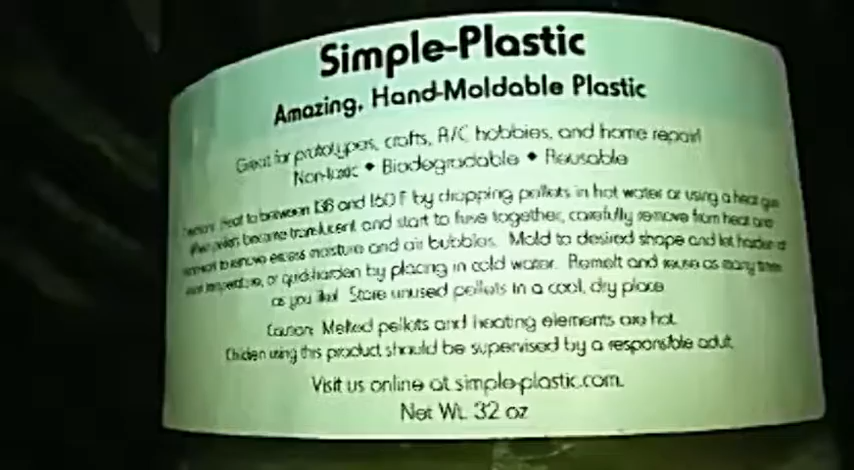 Simple-Plastic
Amazing, Hand-Moldable Plastic
Great for prototypes, crafts, R/C hobbies, and home repair!
Non-toxic ◆ Biodegradable ◆ Reusable
Heat to between 138 and 160 F by dropping pellets in hot water or using a heat gun
When pellets become translucent and start to fuse together, carefully remove from heat and
to remove excess moisture and air bubbles. Mold to desired shape and let harden at
room temperature, or quick-harden by placing in cold water. Remelt and reuse as many times
as you like! Store unused pellets in a cool, dry place
Caution: Melted pellets and heating elements are hot.
Children using this product should be supervised by a responsible adult.
Visit us online at simple-plastic.com.
Net Wt. 32 oz